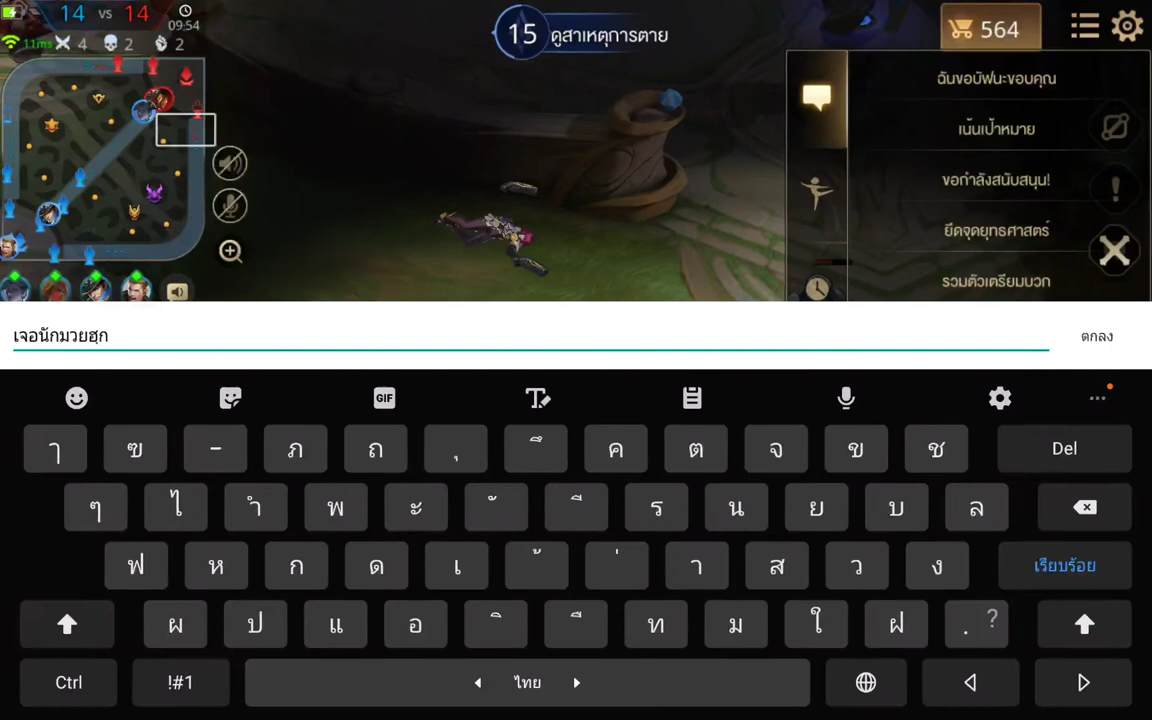 14 VS 14
09:54
11ms 4 2 2
15 ดูสาเหตุการตาย
564
ฉันขอบัฟนะขอบคุณ
เน้นเป้าหมาย
ขอกำลังสนับสนุน!
ยึดจุดยุทธศาสตร์
รวมตัวเตรียมบวก
เจอนักมวยฮุก
ตกลง
GIF
ๅ ฃ - ภ ถ ุ ึ ค ต จ ข ช Del
ๆ ไ ำ พ ะ ั ี ร น ย บ ล
ฟ ห ก ด เ ้ ่ า ส ว ง เรียบร้อย
ผ ป แ อ ิ ื ท ม ใ ฝ . ?
Ctrl !#1 ไทย